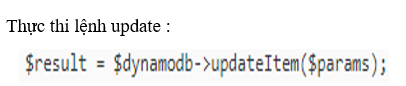 Thực thi lệnh update :
$result = $dynamodb->updateItem($params);